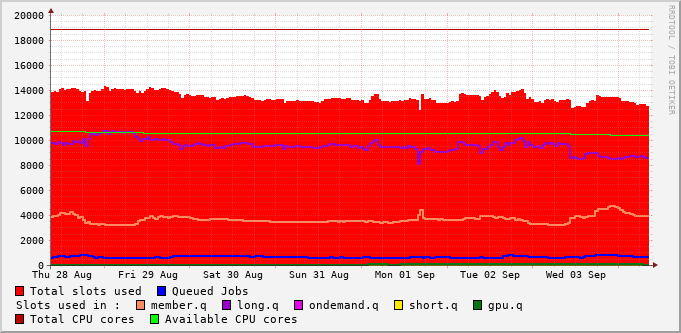 20000
18000
16000
14000
12000
10000
8000
6000
4000
2000
0
Thu 28 Aug Fri 29 Aug Sat 30 Aug Sun 31 Aug Mon 01 Sep Tue 02 Sep Wed 03 Sep
Total slots used Queued Jobs
Slots used in : member.q long.q ondemand.q short.q gpu.q
Total CPU cores Available CPU cores
RRDTOOL / TOBI OETIKER